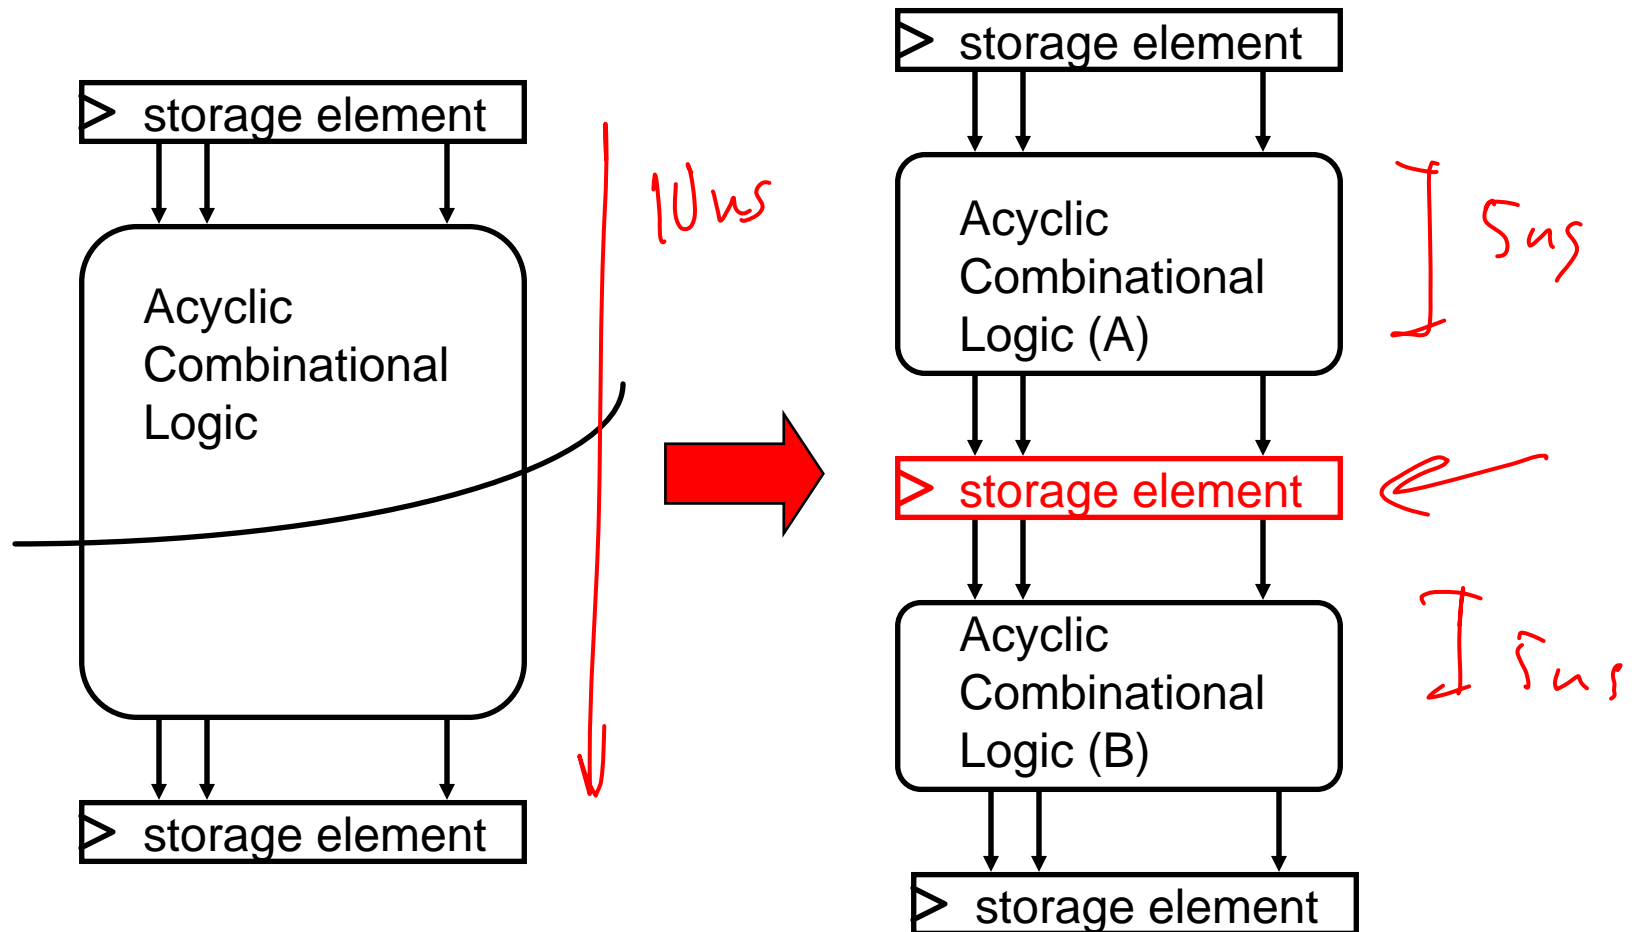 storage element
Acyclic
Combinational
Logic
storage element
10ns
storage element
Acyclic
Combinational
Logic (A)
5ns
storage element
Acyclic
Combinational
Logic (B)
5ns
storage element